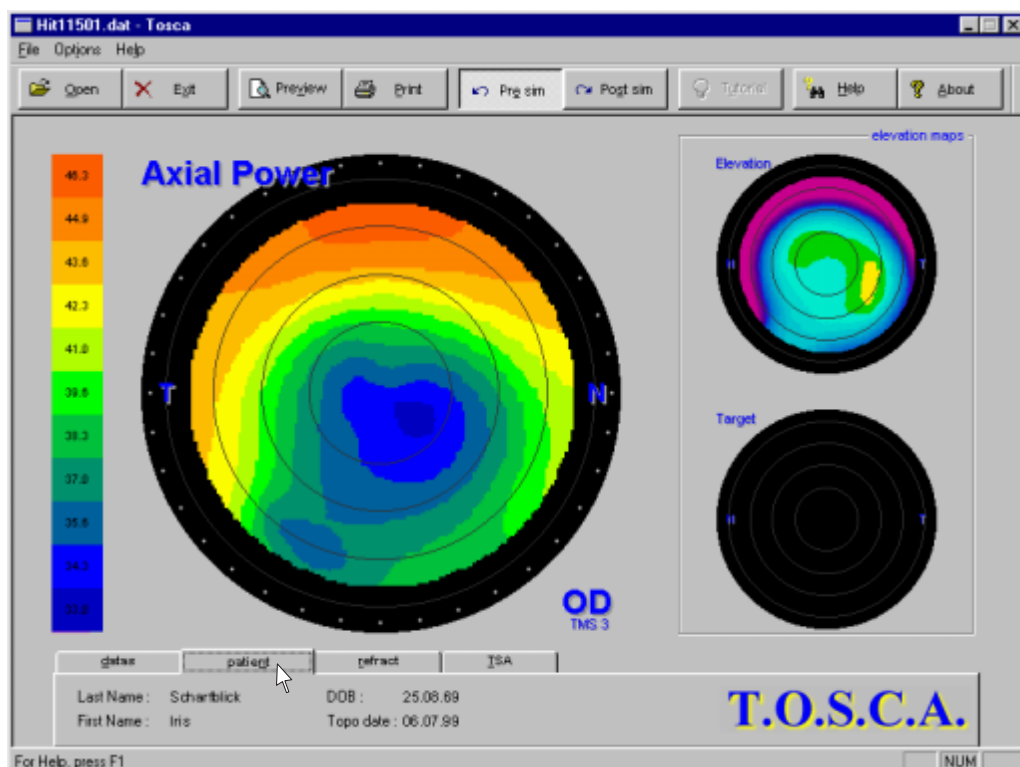 Hit11501.dat - Tosca
File Options Help
Open Exit Preview Print Pre sim Post sim Tutorial Help About
elevation maps
Axial Power
Elevation
46.3
44.9
43.6
42.3
41.0
39.6
38.3
37.0
35.6
34.3
T
N
T
Target
T
OD
TMS 3
datas patient refract TSA
Last Name : Scharfblick DOB : 25.08.69
First Name : Iris Topo date : 06.07.99
T.O.S.C.A.
For Help, press F1
NUM